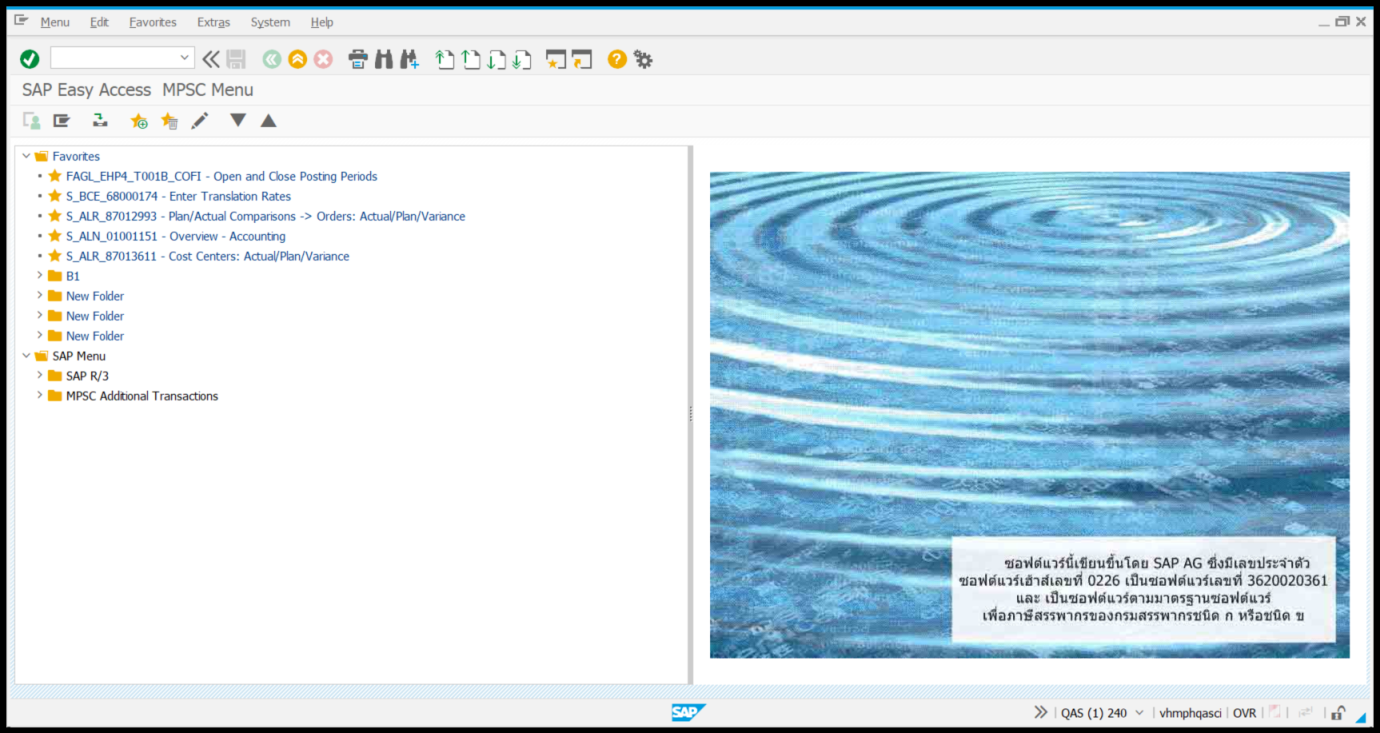 Menu Edit Favorites Extras System Help
SAP Easy Access MPSC Menu
Favorites
FAGL_EHP4_T001B_COFI - Open and Close Posting Periods
S_BCE_68000174 - Enter Translation Rates
S_ALR_87012993 - Plan/Actual Comparisons -> Orders: Actual/Plan/Variance
S_ALN_01001151 - Overview - Accounting
S_ALR_87013611 - Cost Centers: Actual/Plan/Variance
B1
New Folder
New Folder
New Folder
SAP Menu
SAP R/3
MPSC Additional Transactions
ซอฟต์แวร์นี้เขียนขึ้นโดย SAP AG ซึ่งมีเลขประจำตัว
ซอฟต์แวร์เฮ้าส์เลขที่ 0226 เป็นซอฟต์แวร์เลขที่ 3620020361
และ เป็นซอฟต์แวร์ตามมาตรฐานซอฟต์แวร์
เพื่อภาษีสรรพากรของกรมสรรพากรชนิด ก หรือชนิด ข
SAP
QAS (1) 240 vhmphqasci OVR